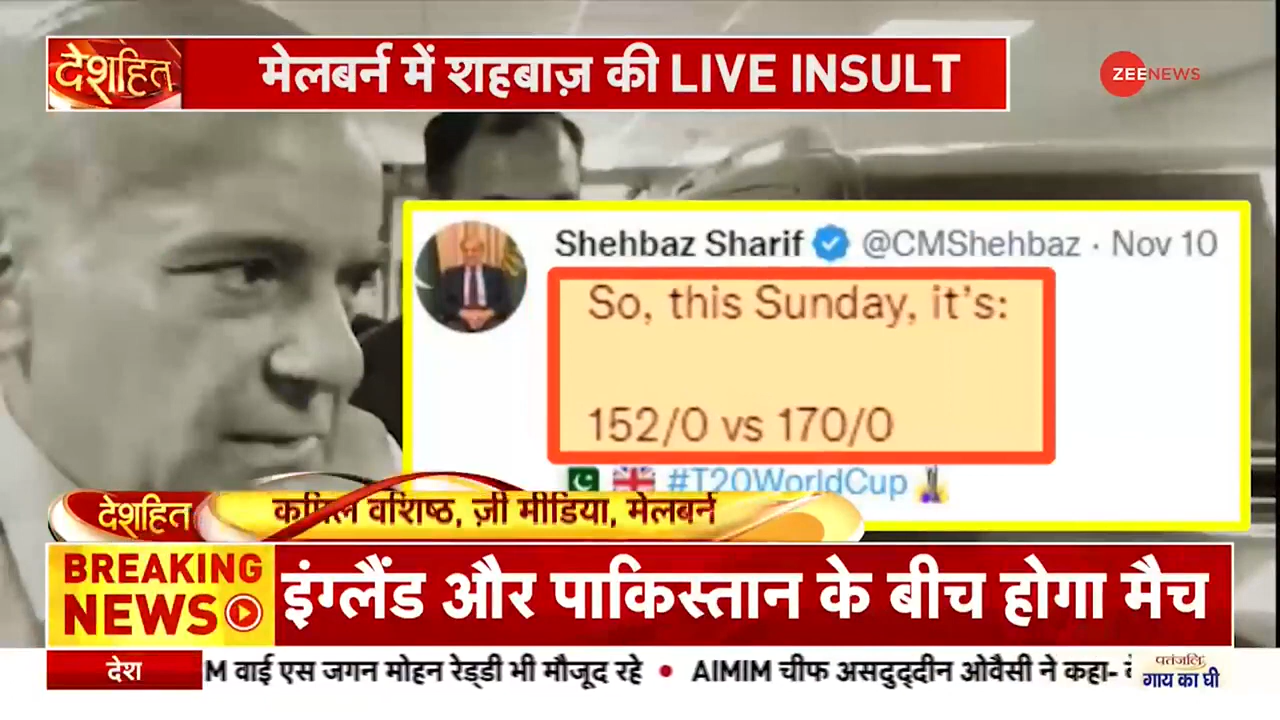 देशहित
मेलबर्न में शहबाज़ की LIVE INSULT
ZEE NEWS
Shehbaz Sharif @CMShehbaz · Nov 10
So, this Sunday, it's:
152/0 vs 170/0
#T20WorldCup
देशहित
कपिल वशिष्ठ, ज़ी मीडिया, मेलबर्न
BREAKING NEWS
इंग्लैंड और पाकिस्तान के बीच होगा मैच
देश
M वाई एस जगन मोहन रेड्डी भी मौजूद रहे • AIMIM चीफ असदुद्दीन ओवैसी ने कहा-
पतंजलि
गाय का घी